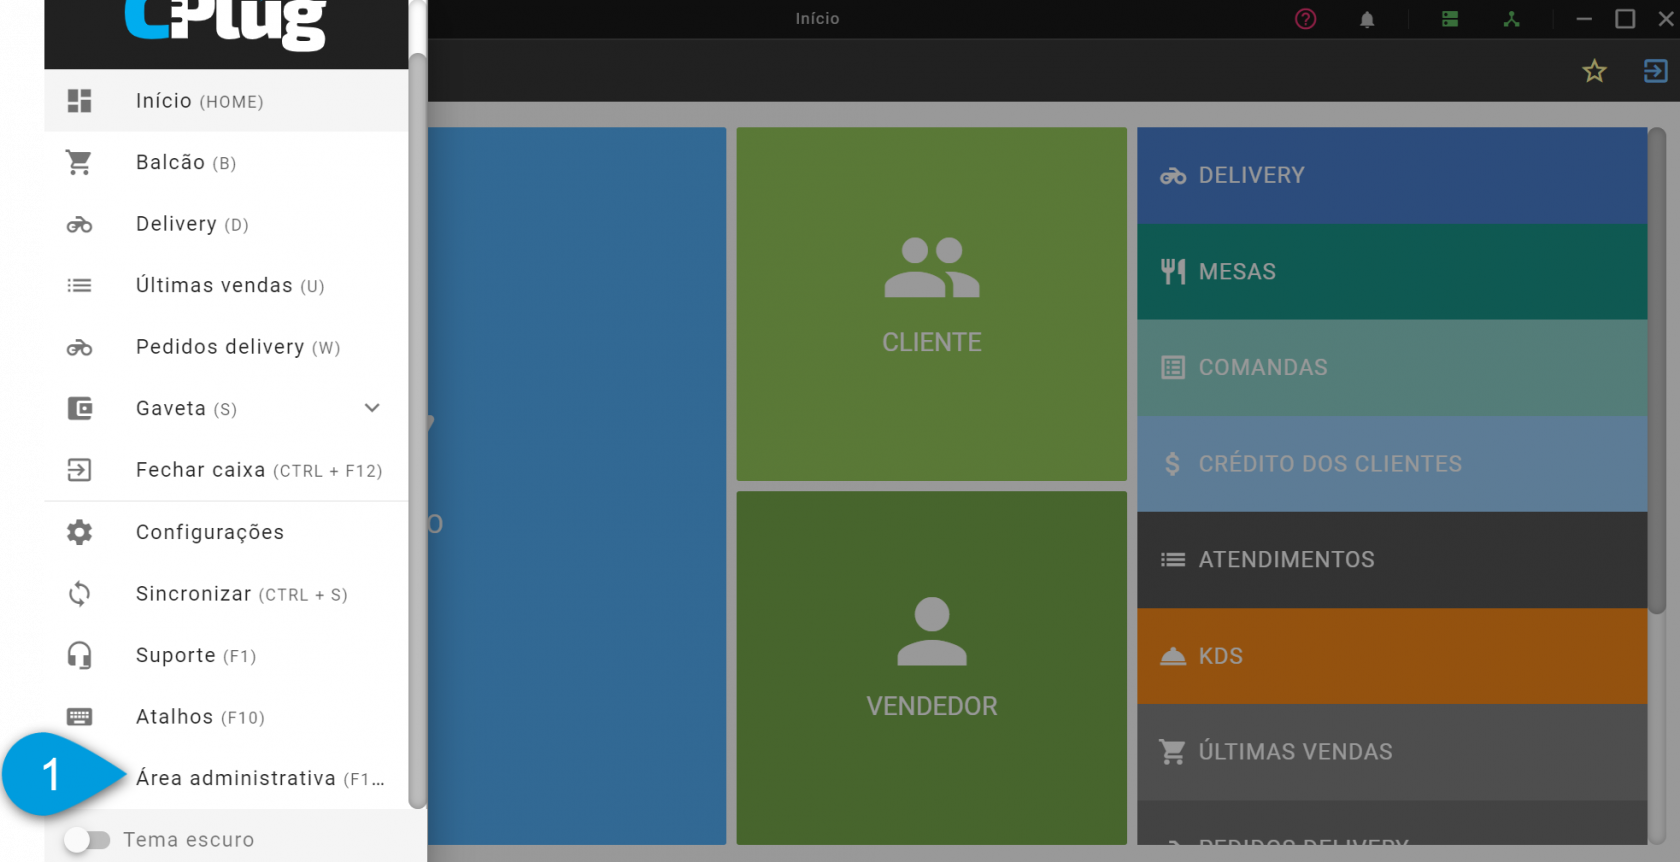 CPlug
Início
Início (HOME)
Balcão (B)
Delivery (D)
Últimas vendas (U)
Pedidos delivery (W)
Gaveta (S)
Fechar caixa (CTRL + F12)
Configurações
Sincronizar (CTRL + S)
Suporte (F1)
Atalhos (F10)
1
Área administrativa (F1...
Tema escuro
O
CLIENTE
VENDEDOR
DELIVERY
MESAS
COMANDAS
$ CRÉDITO DOS CLIENTES
ATENDIMENTOS
KDS
ÚLTIMAS VENDAS
PEDIDOS DELIVERY